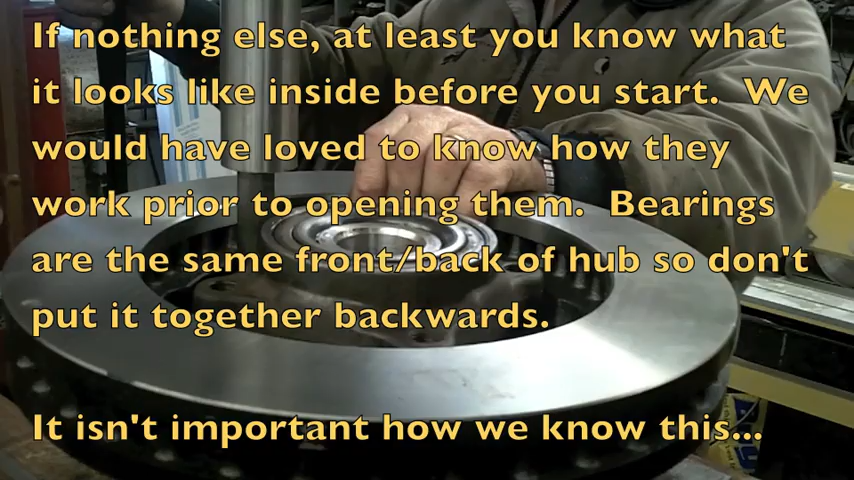 If nothing else, at least you know what
it looks like inside before you start.  We
would have loved to know how they
work prior to opening them.  Bearings
are the same front/back of hub so don't
put it together backwards.
It isn't important how we know this...